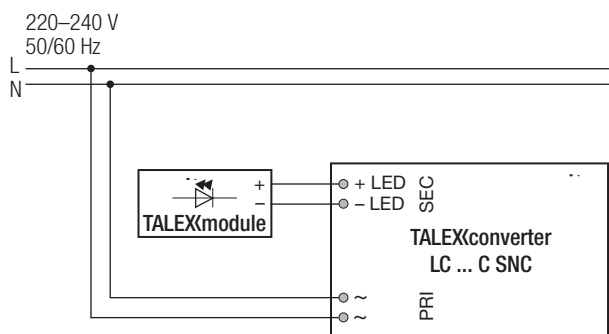 220–240 V
50/60 Hz
L
N
+
–
TALEXmodule
+ LED
– LED
SEC
TALEXconverter
LC ... C SNC
~
~
PRI